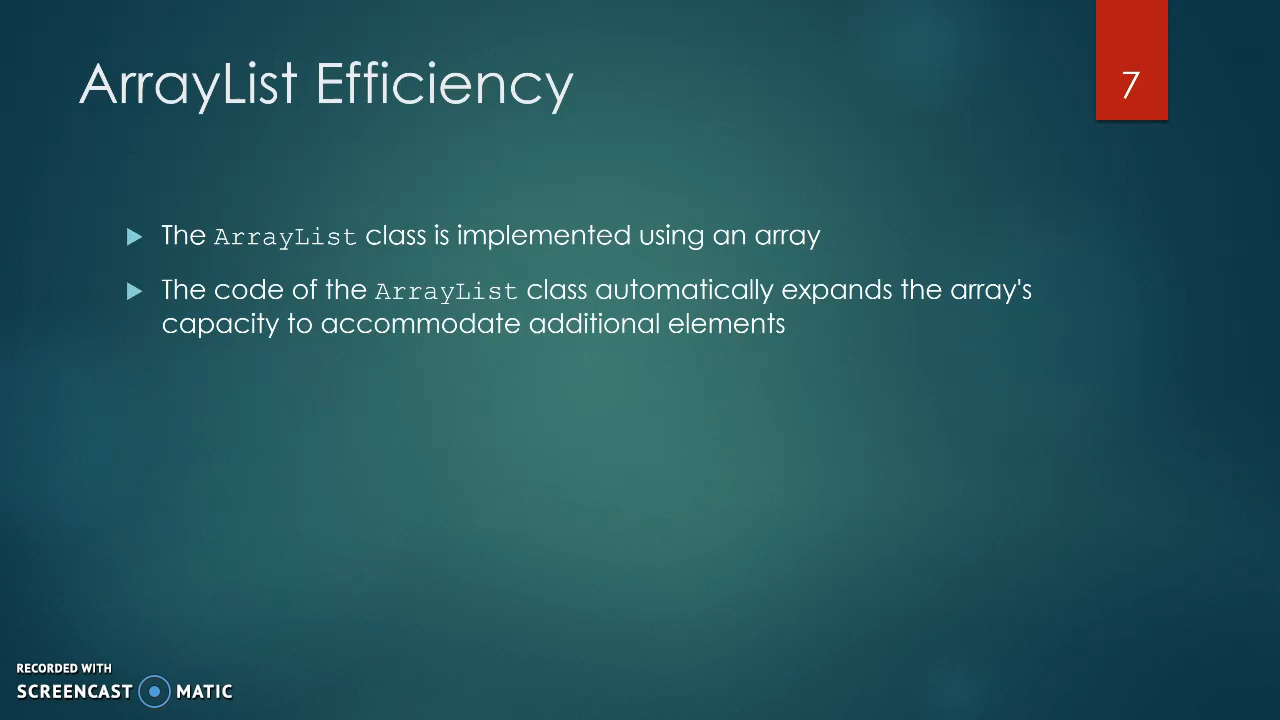 ArrayList Efficiency
7
The ArrayList class is implemented using an array
The code of the ArrayList class automatically expands the array's
capacity to accommodate additional elements
RECORDED WITH
SCREENCAST MATIC